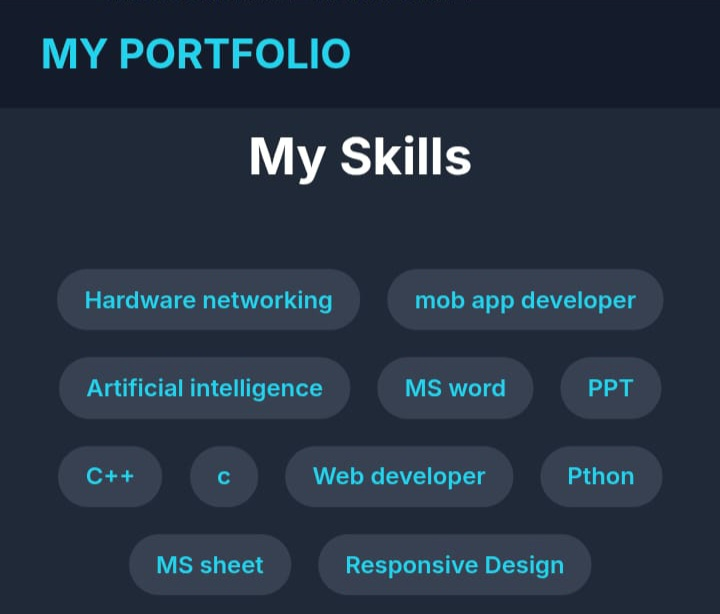 MY PORTFOLIO
My Skills
Hardware networking mob app developer
Artificial intelligence MS word PPT
C++ c Web developer Pthon
MS sheet Responsive Design